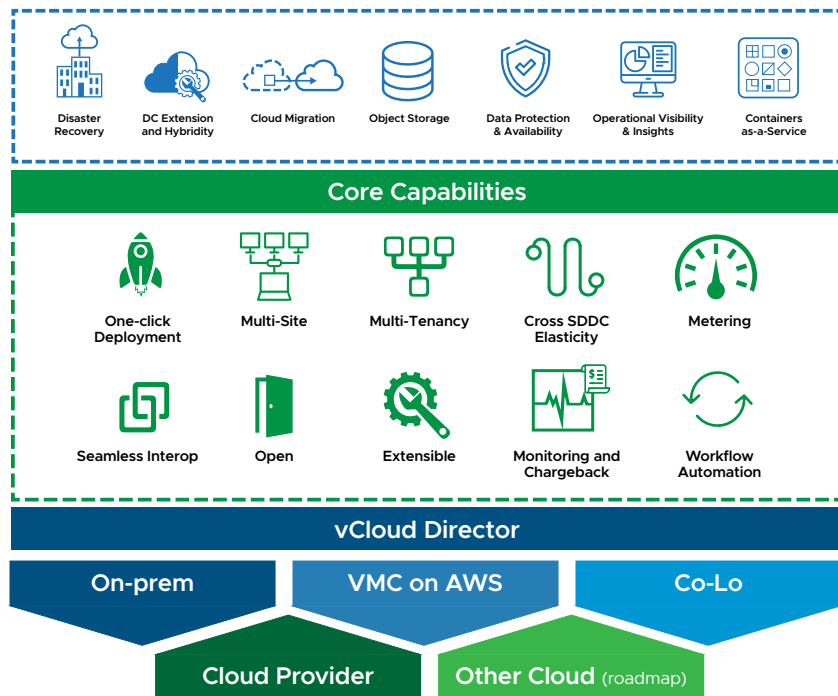 Disaster
Recovery
DC Extension
and Hybridity
Cloud Migration
Object Storage
Data Protection
& Availability
Operational Visibility
& Insights
Containers
as-a-Service
Core Capabilities
One-click
Deployment
Multi-Site
Multi-Tenancy
Cross SDDC
Elasticity
Metering
Seamless Interop
Open
Extensible
$
Monitoring and
Chargeback
Workflow
Automation
vCloud Director
On-prem
VMC on AWS
Co-Lo
Cloud Provider
Other Cloud (roadmap)